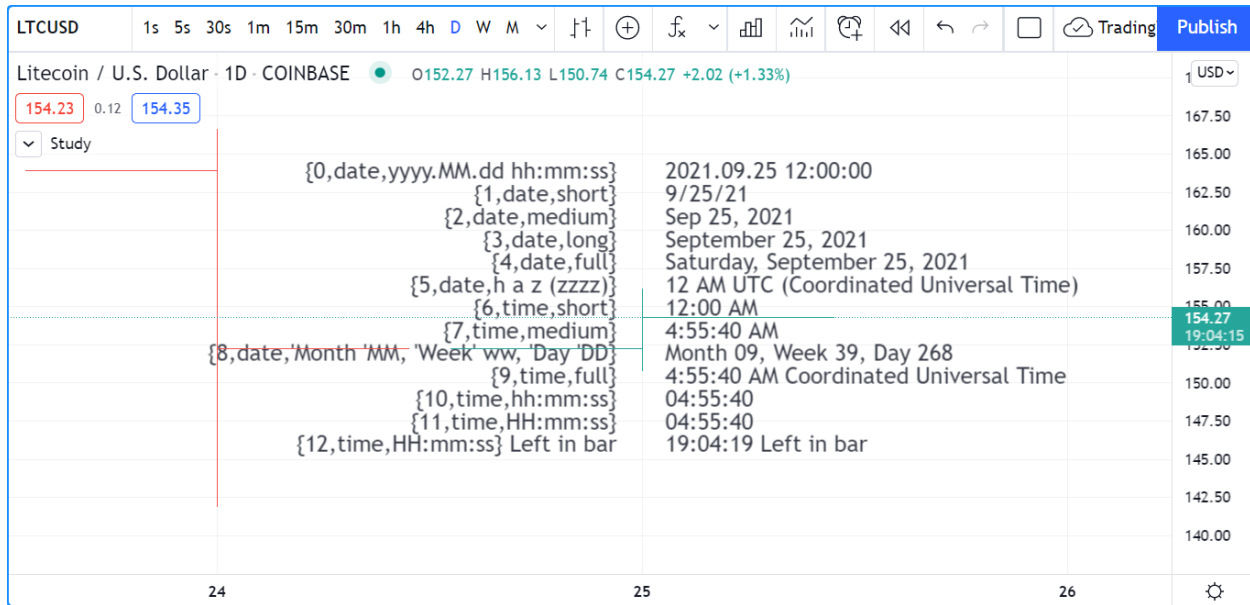 LTCUSD 1s 5s 30s 1m 15m 30m 1h 4h D W M Trading Publish
Litecoin / U.S. Dollar · 1D · COINBASE O152.27 H156.13 L150.74 C154.27 +2.02 (+1.33%) USD
154.23 0.12 154.35
167.50
Study
165.00
{0,date,yyyy.MM.dd hh:mm:ss} 2021.09.25 12:00:00
{1,date,short} 9/25/21
162.50
{2,date,medium} Sep 25, 2021
160.00
{3,date,long} September 25, 2021
{4,date,full} Saturday, September 25, 2021
157.50
{5,date,h a z (zzzz)} 12 AM UTC (Coordinated Universal Time)
{6,time,short} 12:00 AM
155.00
154.27
{7,time,medium} 4:55:40 AM
19:04:15
{8,date,'Month 'MM, 'Week' ww, 'Day 'DD} Month 09, Week 39, Day 268
152.50
{9,time,full} 4:55:40 AM Coordinated Universal Time
150.00
{10,time,hh:mm:ss} 04:55:40
{11,time,HH:mm:ss} 04:55:40
147.50
{12,time,HH:mm:ss} Left in bar 19:04:19 Left in bar
145.00
142.50
140.00
24 25 26